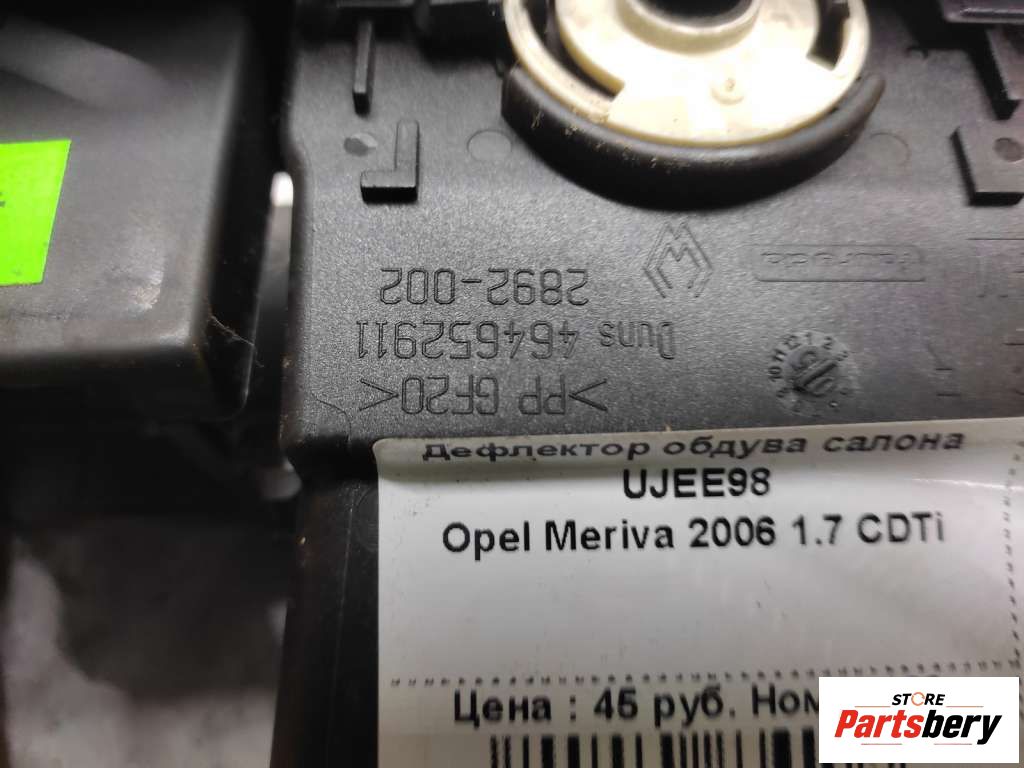 2892-002
Duns 464652911
>PP GF20<
Дефлектор обдува салона
UJEE98
Opel Meriva 2006 1.7 CDTi
Цена : 45 руб. Ном
STORE
Partsbery